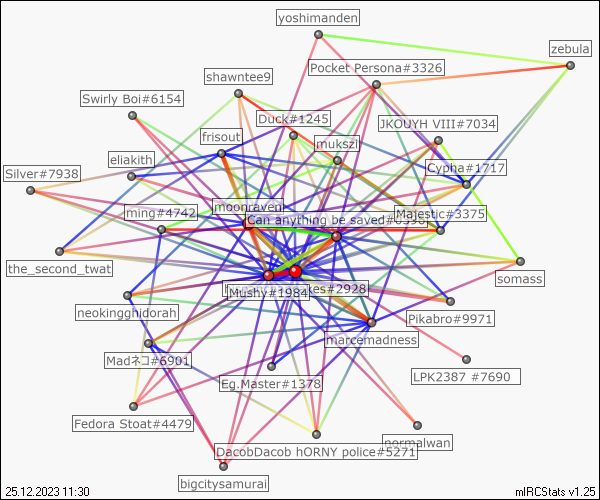 yoshimanden
zebula
Pocket Persona#3326
shawntee9
Swirly Boi#6154
Duck#1245
JKOUYH VIII#7034
frisout
mukszi
eliakith
Cypha#1717
Silver#7938
moonraven
ming#4742
Can anything be saved
Majestic#3375
the_second_twat
somass
kes#2928
Mushy#1984
neokingghidorah
Pikabro#9971
marcemadness
Madネコ#6901
LPK2387 #7690
Eg.Master#1378
Fedora Stoat#4479
normalwan
DacobDacob hORNY police#5271
bigcitysamurai
25.12.2023 11:30
mIRCStats v1.25